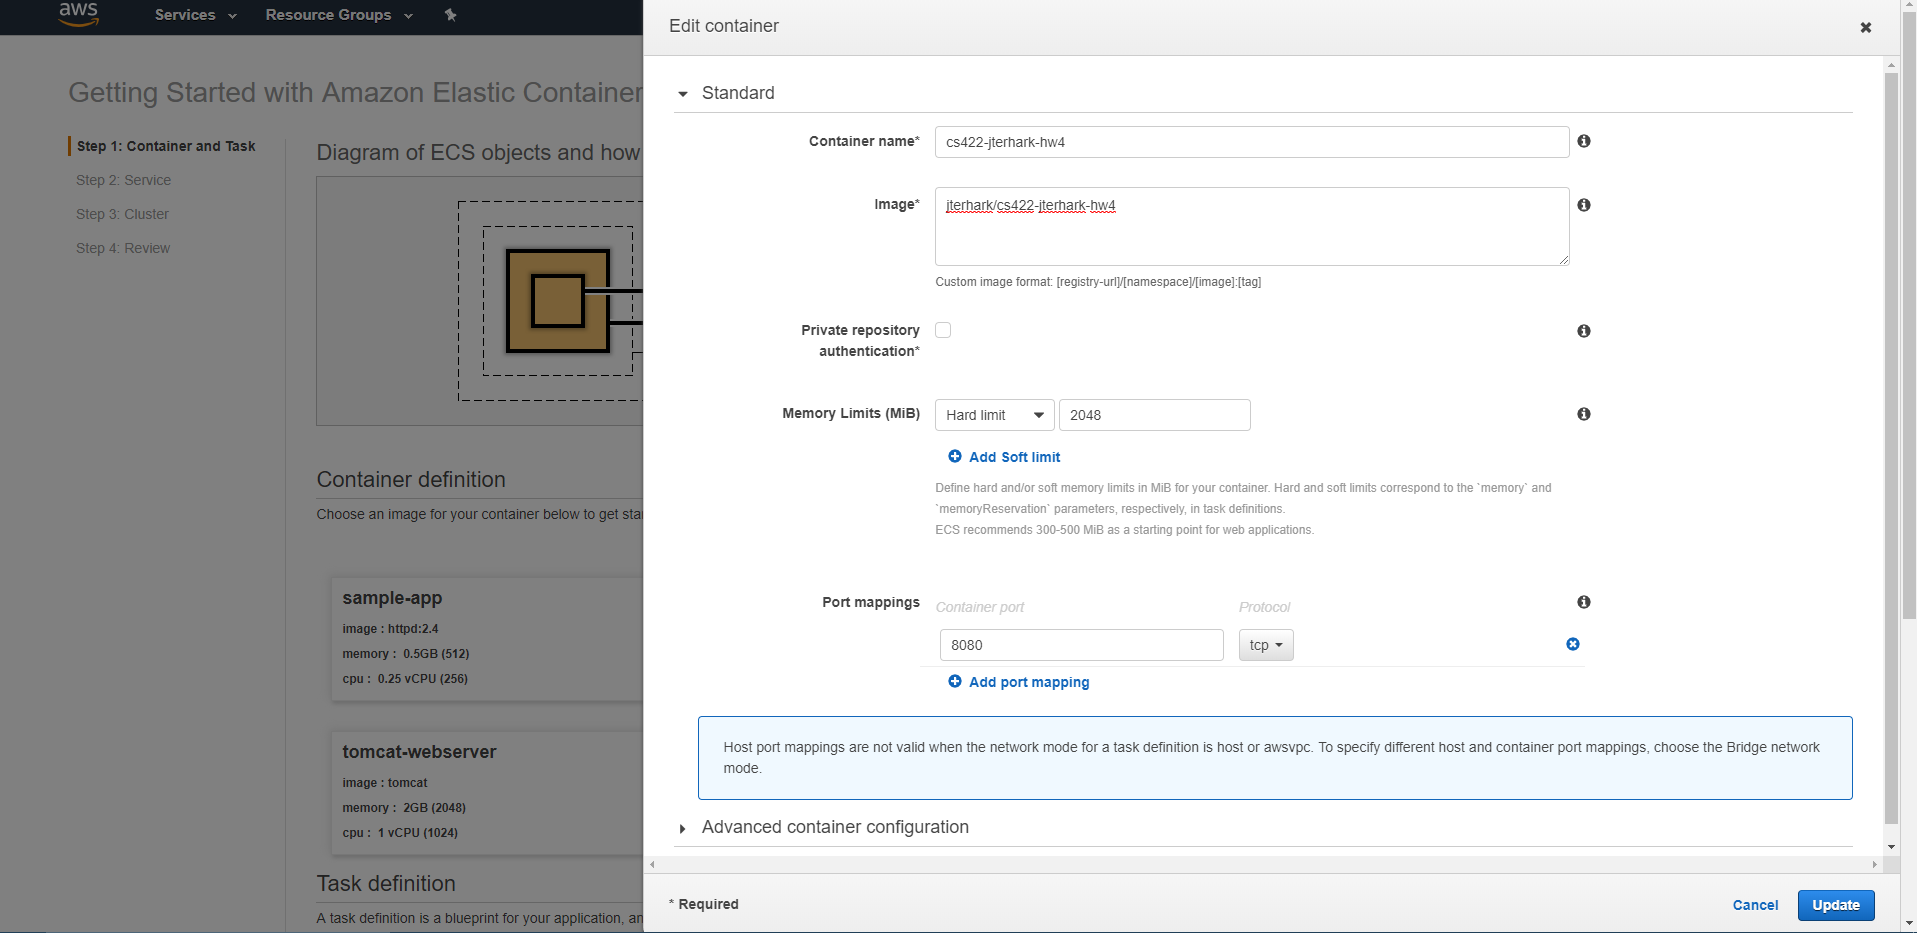 aws
Services
Resource Groups
Getting Started with Amazon Elastic Container
Step 1: Container and Task
Step 2: Service
Step 3: Cluster
Step 4: Review
Diagram of ECS objects and how
Container definition
Choose an image for your container below to get sta
sample-app
image : httpd:2.4
memory : 0.5GB (512)
cpu : 0.25 vCPU (256)
tomcat-webserver
image : tomcat
memory : 2GB (2048)
cpu : 1 vCPU (1024)
Task definition
A task definition is a blueprint for your application, an
Edit container
Standard
Container name*
cs422-jterhark-hw4
Image*
jterhark/cs422-jterhark-hw4
Custom image format: [registry-url]/[namespace]/[image]:[tag]
Private repository
authentication*
Memory Limits (MiB)
Hard limit
2048
Add Soft limit
Define hard and/or soft memory limits in MiB for your container. Hard and soft limits correspond to the `memory` and
`memoryReservation` parameters, respectively, in task definitions.
ECS recommends 300-500 MiB as a starting point for web applications.
Port mappings
Container port
Protocol
8080
tcp
Add port mapping
Host port mappings are not valid when the network mode for a task definition is host or awsvpc. To specify different host and container port mappings, choose the Bridge network
mode.
Advanced container configuration
* Required
Cancel
Update